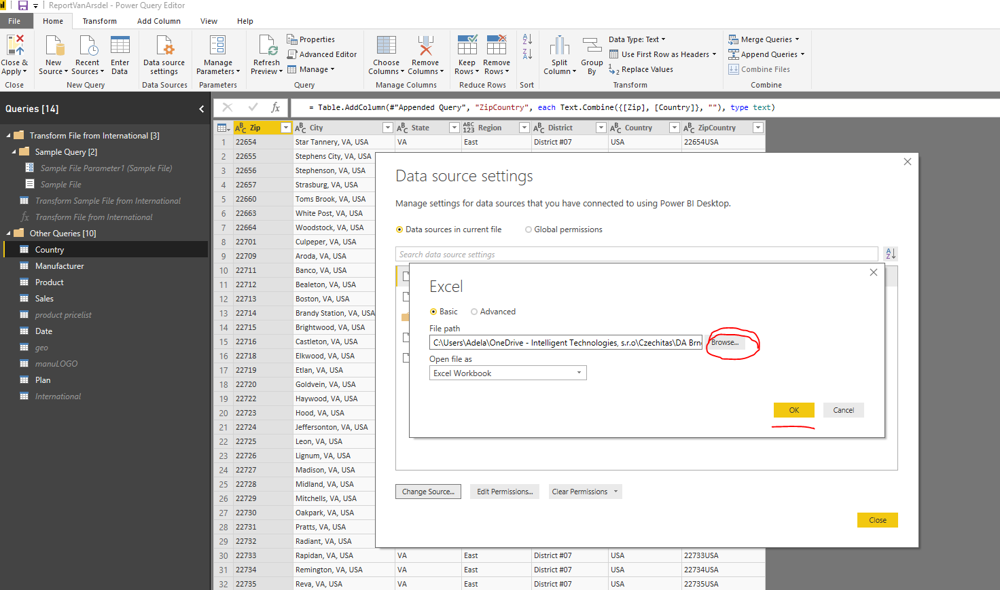 ReportVanArsdel - Power Query Editor
File Home Transform Add Column View Help
Close & Apply
New Source
Recent Sources
Enter Data
Data source settings
Manage Parameters
Refresh Preview
Properties
Advanced Editor
Manage
Choose Columns
Remove Columns
Keep Rows
Remove Rows
Split Column
Group By
Data Type: Text
Use First Row as Headers
Replace Values
Merge Queries
Append Queries
Combine Files
Close New Query Data Sources Parameters Query Manage Columns Reduce Rows Sort Transform Combine
Queries [14]
= Table.AddColumn(#"Appended Query", "ZipCountry", each Text.Combine({[Zip], [Country]}, ""), type text)
Transform File from International [3]
Sample Query [2]
Sample File Parameter1 (Sample File)
Sample File
Transform Sample File from International
Transform File from International
Other Queries [10]
Country
Manufacturer
Product
Sales
product pricelist
Date
geo
manuLOGO
Plan
International
Zip City State Region District Country ZipCountry
1 22654 Star Tannery, VA, USA VA East District #07 USA 22654USA
2 22655 Stephens City, VA, USA
3 22656 Stephenson, VA, USA
4 22657 Strasburg, VA, USA
5 22660 Toms Brook, VA, USA
6 22663 White Post, VA, USA
7 22664 Woodstock, VA, USA
8 22701 Culpeper, VA, USA
9 22709 Aroda, VA, USA
10 22711 Banco, VA, USA
11 22712 Bealeton, VA, USA
12 22713 Boston, VA, USA
13 22714 Brandy Station, VA, USA
14 22715 Brightwood, VA, USA
15 22716 Castleton, VA, USA
16 22718 Elkwood, VA, USA
17 22719 Etlan, VA, USA
18 22720 Goldvein, VA, USA
19 22722 Haywood, VA, USA
20 22723 Hood, VA, USA
21 22724 Jeffersonton, VA, USA
22 22725 Leon, VA, USA
23 22726 Lignum, VA, USA
24 22727 Madison, VA, USA
25 22728 Midland, VA, USA
26 22729 Mitchells, VA, USA
27 22730 Oakpark, VA, USA
28 22731 Pratts, VA, USA
29 22732 Radiant, VA, USA
30 22733 Rapidan, VA, USA VA East District #07 USA 22733USA
31 22734 Remington, VA, USA VA East District #07 USA 22734USA
32 22735 Reva, VA, USA VA East District #07 USA 22735USA
Data source settings
Manage settings for data sources that you have connected to using Power BI Desktop.
Data sources in current file Global permissions
Search data source settings
Excel
Basic Advanced
File path
C:\Users\Adela\OneDrive - Intelligent Technologies, s.r.o\Czechitas\DA Brn
Browse...
Open file as
Excel Workbook
OK Cancel
Change Source... Edit Permissions... Clear Permissions
Close